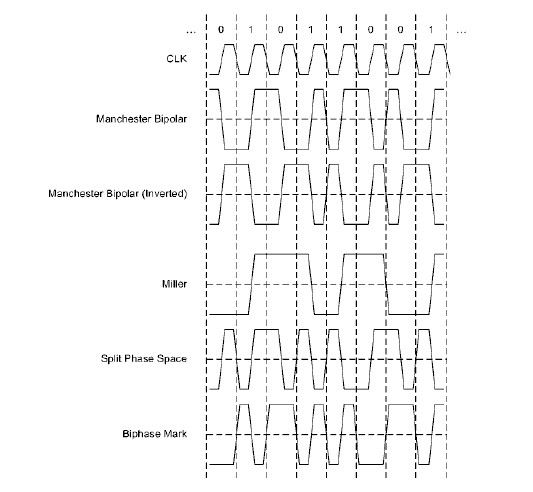 ... 0 1 0 1 1 0 0 1 ...
CLK
Manchester Bipolar
Manchester Bipolar (Inverted)
Miller
Split Phase Space
Biphase Mark